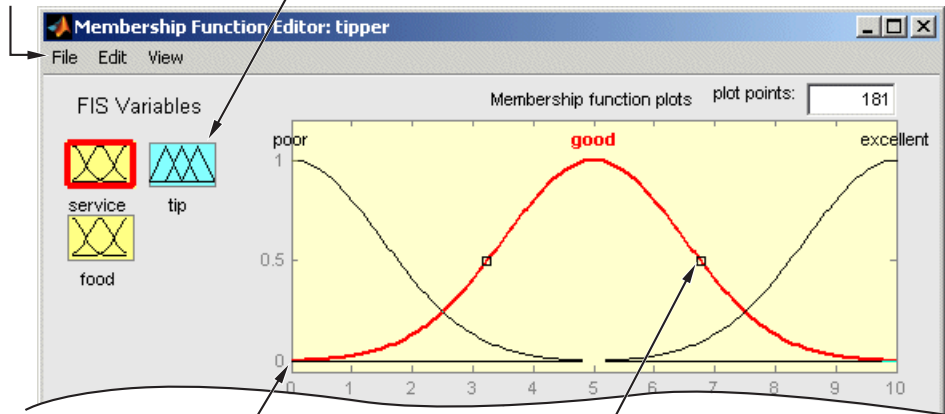 Membership Function Editor: tipper
File Edit View
FIS Variables
Membership function plots plot points: 181
poor good excellent
service tip
food
1
0.5
0
0 1 2 3 4 5 6 7 8 9 10